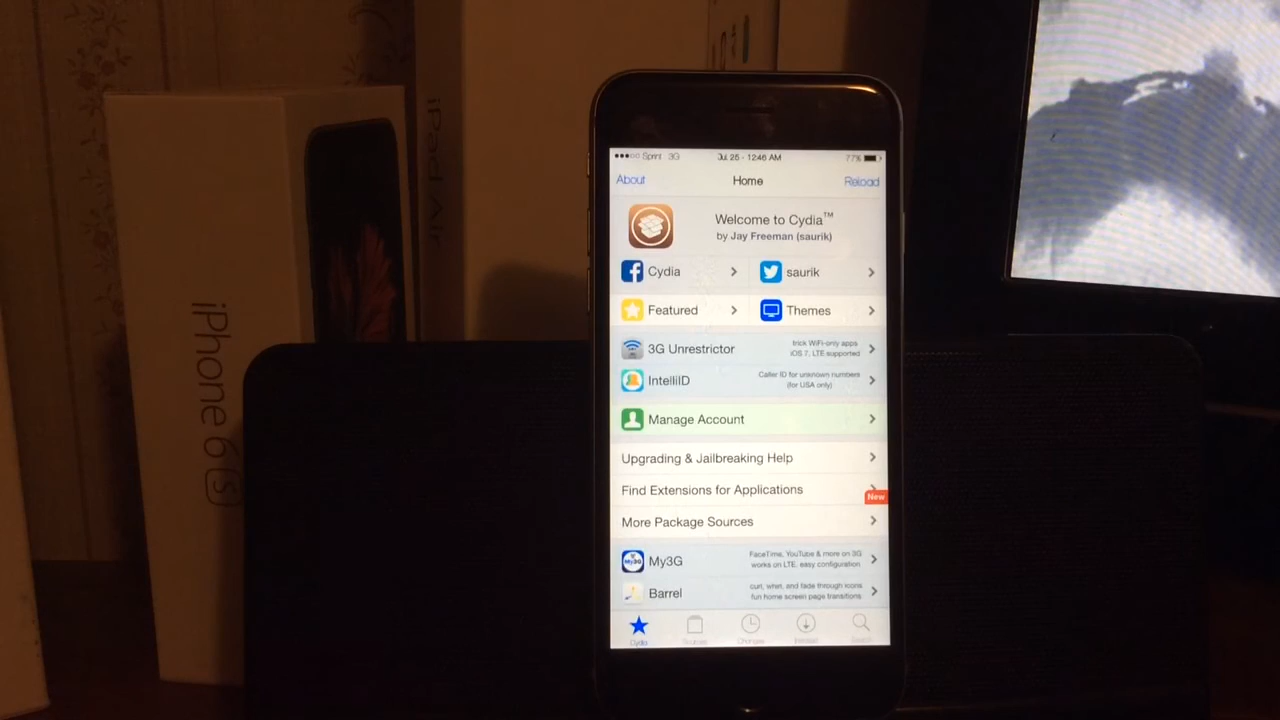 iPhone 6s
iPad Air
Sprint 3G
Jul 26 - 12:46 AM
77%
About
Home
Reload
Welcome to Cydia™
by Jay Freeman (saurik)
Cydia
saurik
Featured
Themes
3G Unrestrictor
trick WiFi-only apps
iOS 7, LTE supported
IntelliID
Caller ID for unknown numbers
(for USA only)
Manage Account
Upgrading & Jailbreaking Help
Find Extensions for Applications
New
More Package Sources
My3G
My3G
FaceTime, YouTube & more on 3G
works on LTE, easy configuration
Barrel
curl, whirl, and fade through icons
fun home screen page transitions
Cydia
Sources
Changes
Installed
Search